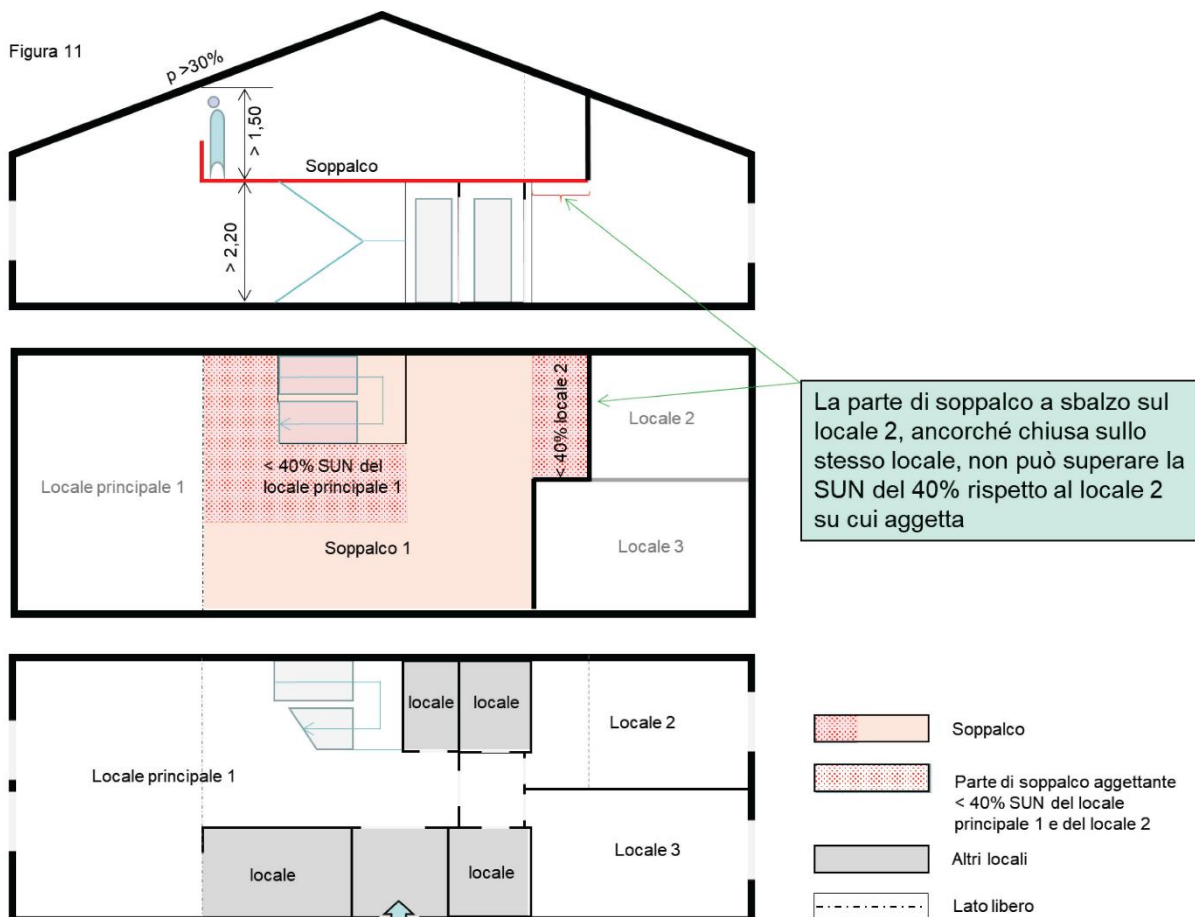 Figura 11
p >30%
> 1,50
Soppalco
> 2,20
< 40% locale 2
Locale 2
Locale principale 1
< 40% SUN del
locale principale 1
Soppalco 1
Locale 3
La parte di soppalco a sbalzo sul
locale 2, ancorché chiusa sullo
stesso locale, non può superare la
SUN del 40% rispetto al locale 2
su cui aggetta
locale
locale
Locale 2
Locale principale 1
Locale 3
locale
locale
Soppalco
Parte di soppalco aggettante
< 40% SUN del locale
principale 1 e del locale 2
Altri locali
Lato libero